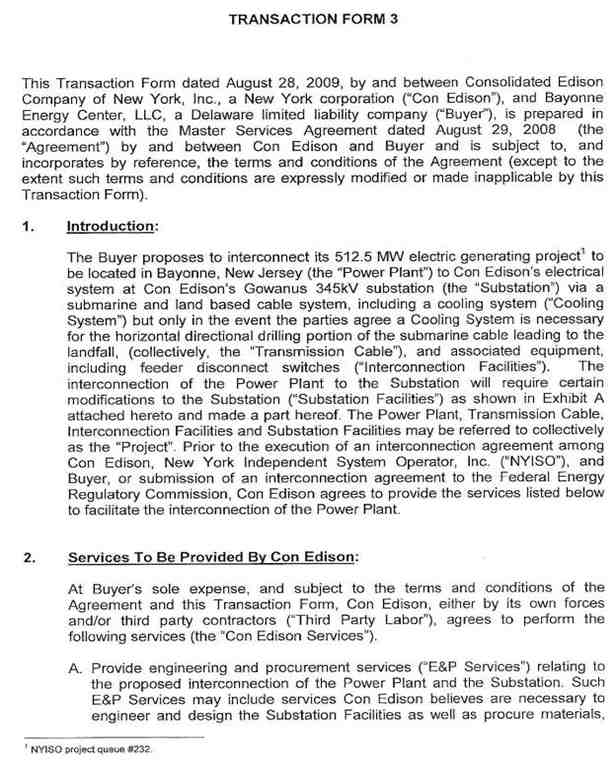 TRANSACTION FORM 3
This Transaction Form dated August 28, 2009, by and between Consolidated Edison
Company of New York, Inc., a New York corporation ("Con Edison"), and Bayonne
Energy Center, LLC, a Delaware limited liability company ("Buyer"), is prepared in
accordance with the Master Services Agreement dated August 29, 2008 (the
"Agreement") by and between Con Edison and Buyer and is subject to, and
incorporates by reference, the terms and conditions of the Agreement (except to the
extent such terms and conditions are expressly modified or made inapplicable by this
Transaction Form).
1. Introduction:
The Buyer proposes to interconnect its 512.5 MW electric generating project¹ to
be located in Bayonne, New Jersey (the "Power Plant") to Con Edison's electrical
system at Con Edison's Gowanus 345kV substation (the "Substation") via a
submarine and land based cable system, including a cooling system ("Cooling
System") but only in the event the parties agree a Cooling System is necessary
for the horizontal directional drilling portion of the submarine cable leading to the
landfall, (collectively, the "Transmission Cable"), and associated equipment,
including feeder disconnect switches ("Interconnection Facilities"). The
interconnection of the Power Plant to the Substation will require certain
modifications to the Substation ("Substation Facilities") as shown in Exhibit A
attached hereto and made a part hereof. The Power Plant, Transmission Cable,
Interconnection Facilities and Substation Facilities may be referred to collectively
as the "Project". Prior to the execution of an interconnection agreement among
Con Edison, New York Independent System Operator, Inc. ("NYISO"), and
Buyer, or submission of an interconnection agreement to the Federal Energy
Regulatory Commission, Con Edison agrees to provide the services listed below
to facilitate the interconnection of the Power Plant.
2. Services To Be Provided By Con Edison:
At Buyer's sole expense, and subject to the terms and conditions of the
Agreement and this Transaction Form, Con Edison, either by its own forces
and/or third party contractors ("Third Party Labor"), agrees to perform the
following services (the "Con Edison Services").
A. Provide engineering and procurement services ("E&P Services") relating to
the proposed interconnection of the Power Plant and the Substation. Such
E&P Services may include services Con Edison believes are necessary to
engineer and design the Substation Facilities as well as procure materials,
¹ NYISO project queue #232.